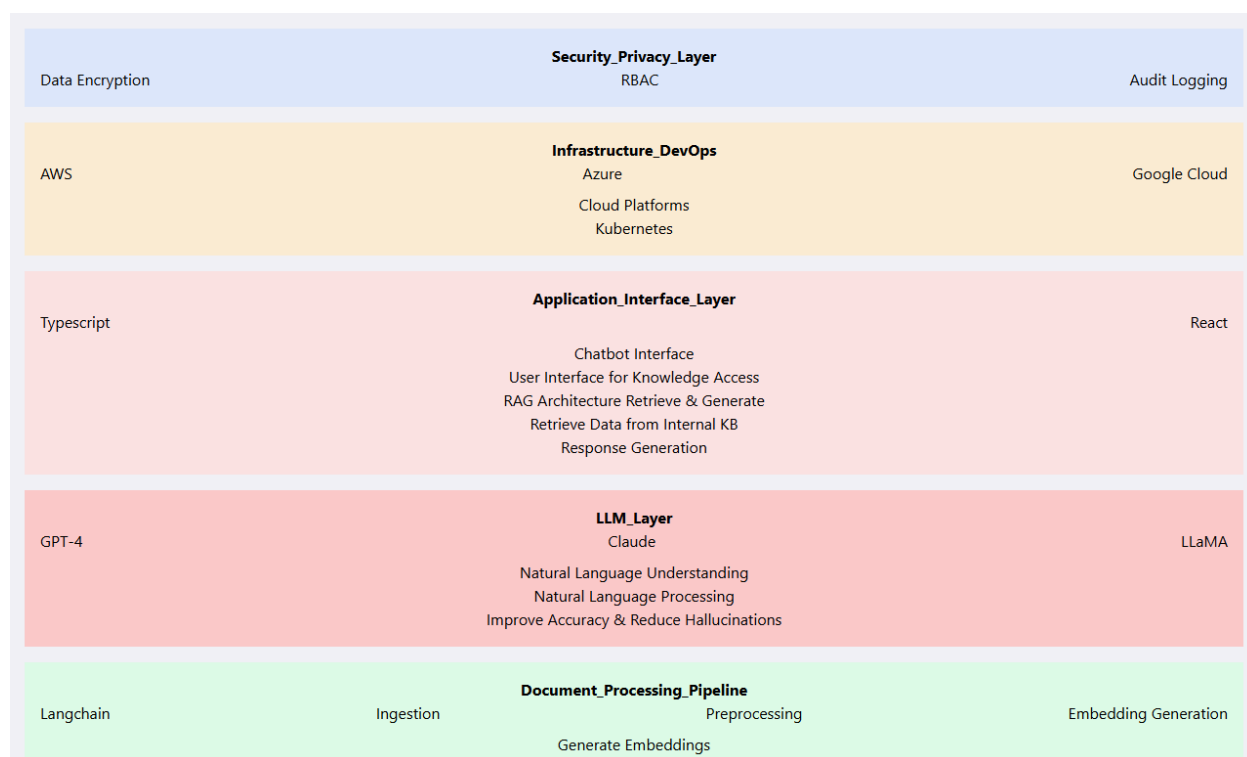 Security_Privacy_Layer
Data Encryption RBAC Audit Logging
Infrastructure_DevOps
AWS Azure Google Cloud
Cloud Platforms
Kubernetes
Application_Interface_Layer
Typescript React
Chatbot Interface
User Interface for Knowledge Access
RAG Architecture Retrieve & Generate
Retrieve Data from Internal KB
Response Generation
LLM_Layer
GPT-4 Claude LLaMA
Natural Language Understanding
Natural Language Processing
Improve Accuracy & Reduce Hallucinations
Document_Processing_Pipeline
Langchain Ingestion Preprocessing Embedding Generation
Generate Embeddings